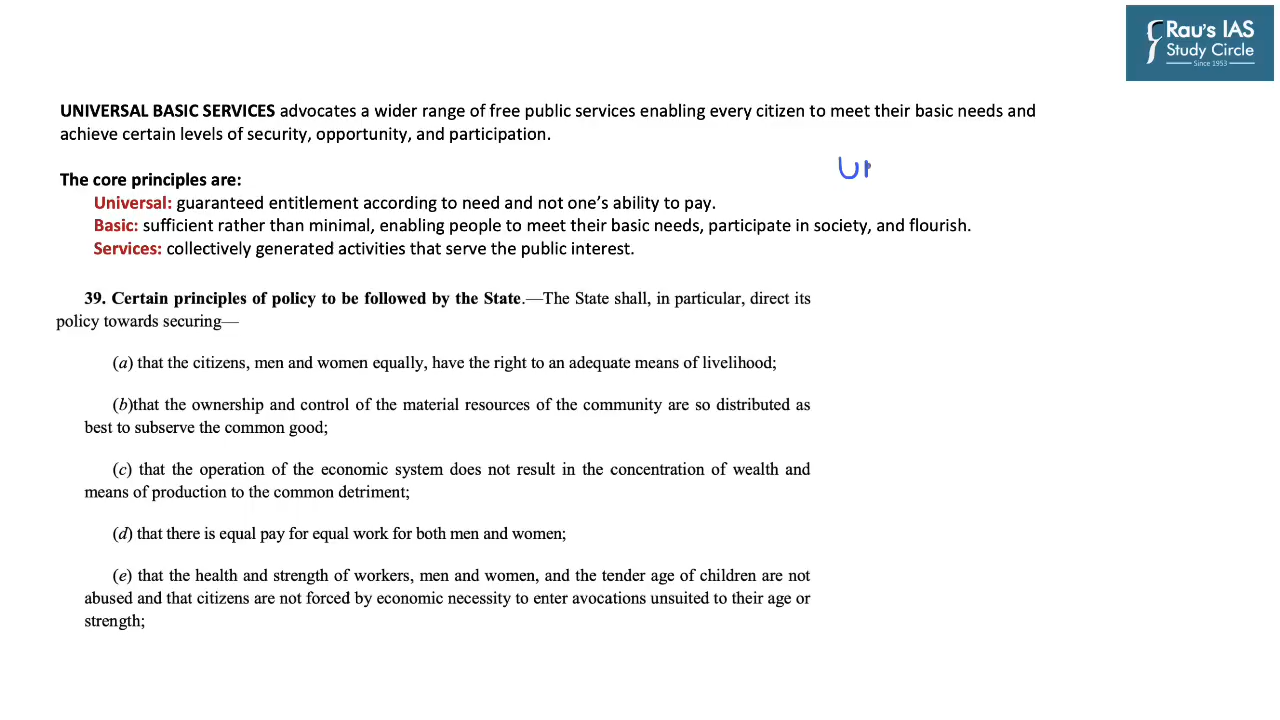 Rau's IAS
Study Circle
Since 1953
UNIVERSAL BASIC SERVICES advocates a wider range of free public services enabling every citizen to meet their basic needs and
achieve certain levels of security, opportunity, and participation.
The core principles are:
Universal: guaranteed entitlement according to need and not one's ability to pay.
Basic: sufficient rather than minimal, enabling people to meet their basic needs, participate in society, and flourish.
Services: collectively generated activities that serve the public interest.
39. Certain principles of policy to be followed by the State.—The State shall, in particular, direct its
policy towards securing—
(a) that the citizens, men and women equally, have the right to an adequate means of livelihood;
(b)that the ownership and control of the material resources of the community are so distributed as
best to subserve the common good;
(c) that the operation of the economic system does not result in the concentration of wealth and
means of production to the common detriment;
(d) that there is equal pay for equal work for both men and women;
(e) that the health and strength of workers, men and women, and the tender age of children are not
abused and that citizens are not forced by economic necessity to enter avocations unsuited to their age or
strength;